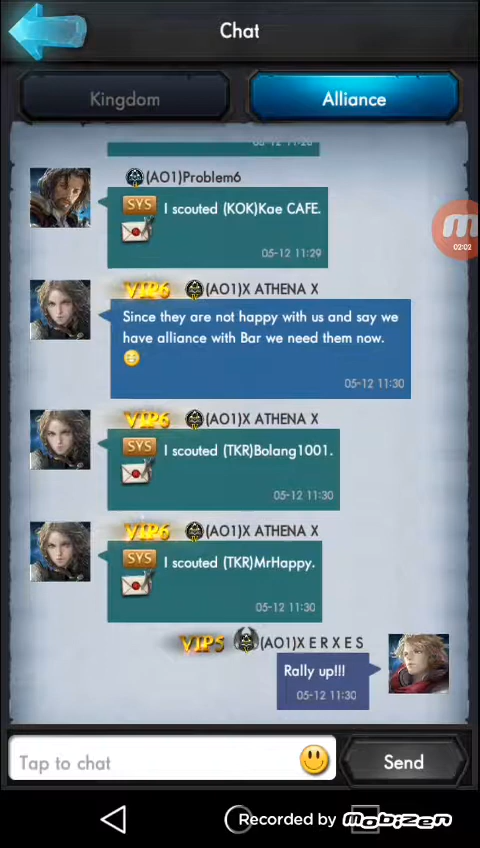 Chat
Kingdom
Alliance
(AO1)Problem6
SYS I scouted (KOK)Kae CAFE.
05-12 11:29
02:02
VIP6 (AO1)X ATHENA X
Since they are not happy with us and say we
have alliance with Bar we need them now.
05-12 11:30
VIP6 (AO1)X ATHENA X
SYS I scouted (TKR)Bolang1001.
05-12 11:30
VIP6 (AO1)X ATHENA X
SYS I scouted (TKR)MrHappy.
05-12 11:30
VIP5 (AO1)X E R X E S
Rally up!!!
05-12 11:30
Tap to chat
Send
Recorded by Mobizen